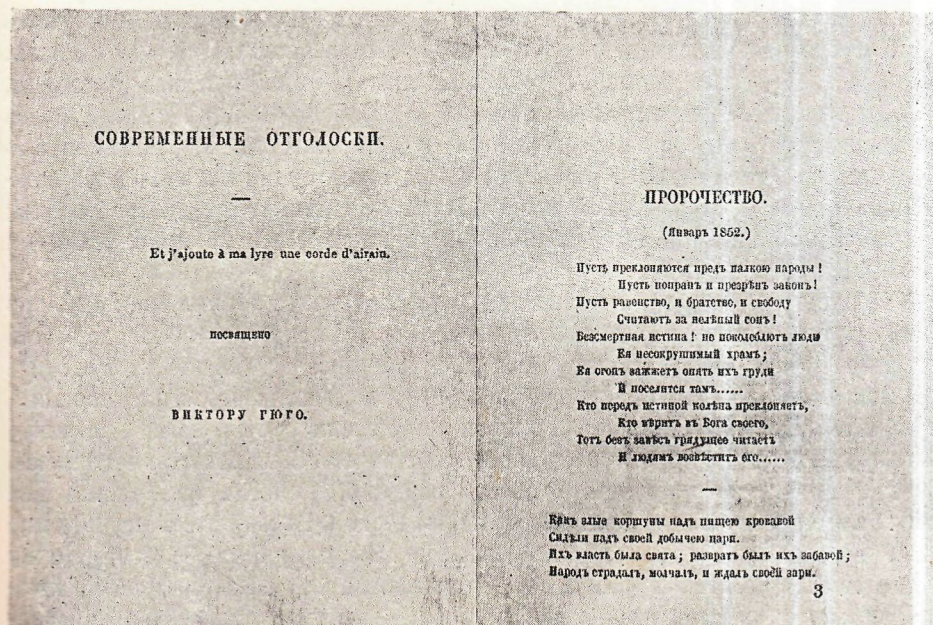 СОВРЕМЕННЫЕ ОТГОЛОСКИ.
Et j'ajoute à ma lyre une corde d'airain.
посвящено
ВИКТОРУ ГЮГО.
ПРОРОЧЕСТВО.
(Январь 1852.)
Пусть преклоняются предъ палкою народы!
Пусть попранъ и презрѣнъ законъ!
Пусть равенство, и братство, и свободу
Считаютъ за нелѣпый сонъ!
Безсмертная истина! не поколеблютъ люди
Ея несокрушимый храмъ;
Ея огонь зажжетъ опять ихъ груди
И поселится тамъ......
Кто передъ истиной колѣна преклоняетъ,
Кто вѣритъ въ Бога своего,
Тотъ безъ завѣсъ грядущее читаетъ
И людямъ возвѣститъ его......
Какъ злые коршуны надъ пищею кровавой
Сидѣли надъ своей добычею цари.
Ихъ власть была свята; развратъ былъ ихъ забавой;
Народъ страдалъ, молчалъ, и ждалъ своей зари.
3